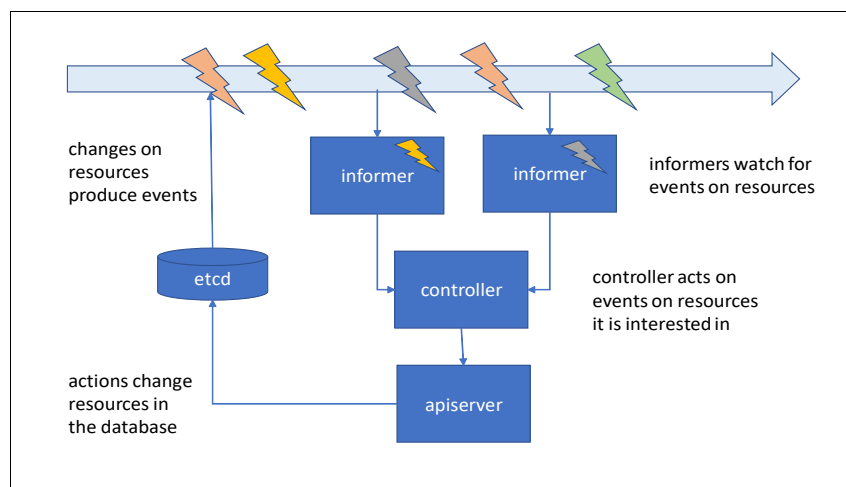 changes on
resources
produce events
informer
informer
informers watch for
events on resources
etcd
controller
controller acts on
events on resources
it is interested in
actions change
resources in
the database
apiserver